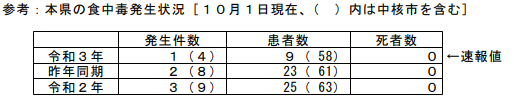 参考：本県の食中毒発生状況［１０月１日現在、（　）内は中核市を含む］
発生件数 患者数 死者数
令和３年 １（４） ９（ 58） ０ ←速報値
昨年同期 ２（８） 23（ 61） ０
令和２年 ３（９） 25（ 63） ０